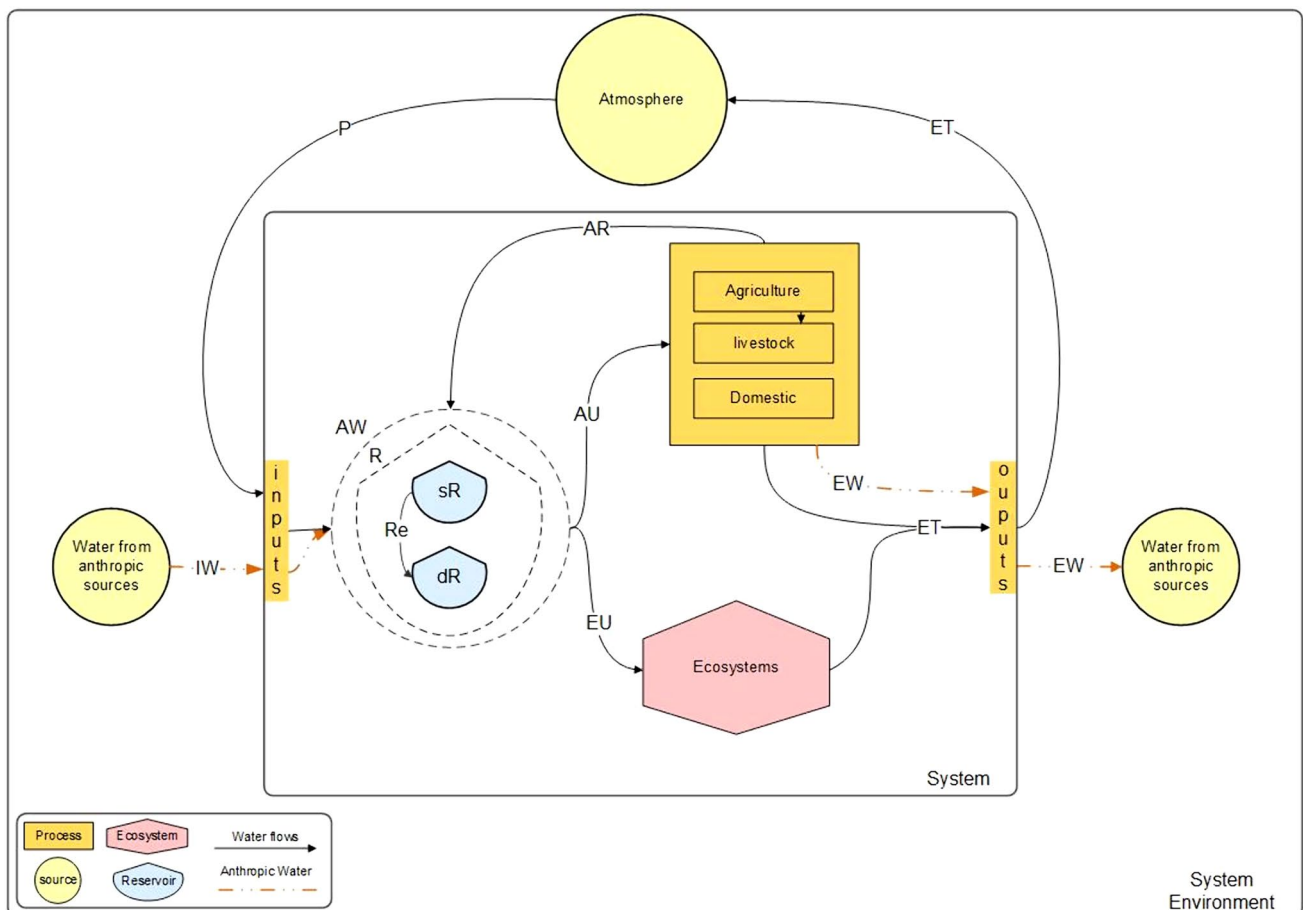 Atmosphere
P
ET
AR
Agriculture
livestock
Domestic
AU
AW
R
sR
Re
dR
EW
i
n
p
u
t
s
o
u
p
u
t
s
Water from
anthropic
sources
IW
ET
EW
Water from
anthropic
sources
EU
Ecosystems
System
Process
Ecosystem
Water flows
source
Reservoir
Anthropic Water
System
Environment